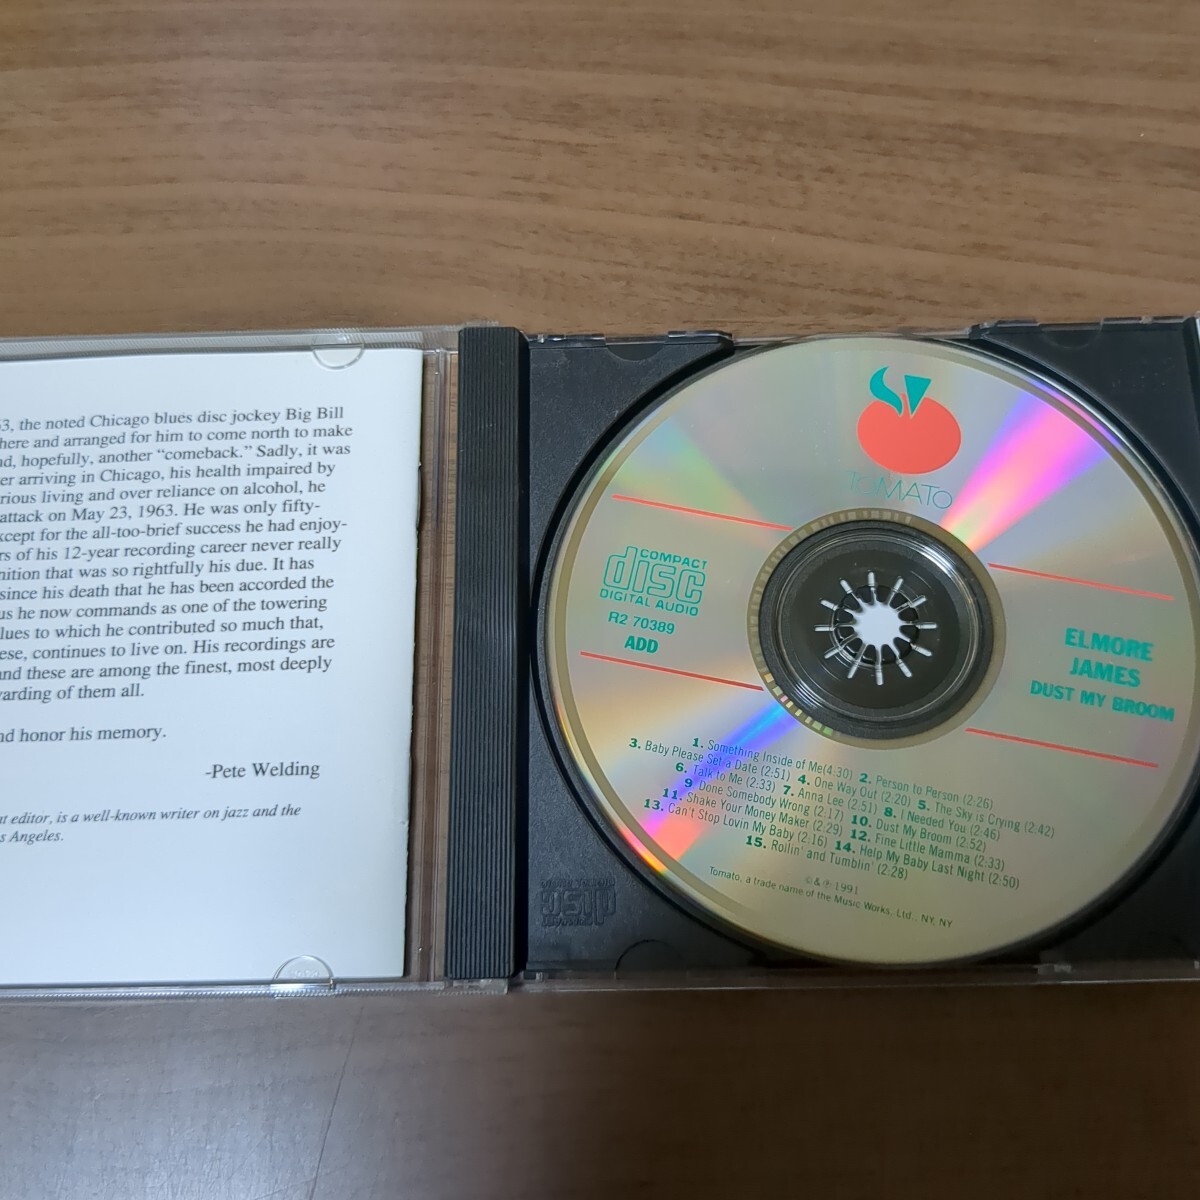 53, the noted Chicago blues disc jockey Big Bill
here and arranged for him to come north to make
nd, hopefully, another “comeback.” Sadly, it was
er arriving in Chicago, his health impaired by
rious living and over reliance on alcohol, he
attack on May 23, 1963. He was only fifty-
xcept for the all-too-brief success he had enjoy-
rs of his 12-year recording career never really
nition that was so rightfully his due. It has
since his death that he has been accorded the
us he now commands as one of the towering
lues to which he contributed so much that,
ese, continues to live on. His recordings are
and these are among the finest, most deeply
varding of them all.
nd honor his memory.
-Pete Welding
nt editor, is a well-known writer on jazz and the
s Angeles.
TOMATO
COMPACT
disc
DIGITAL AUDIO
R2 70389
ADD
ELMORE
JAMES
DUST MY BROOM
1. Something Inside of Me(4:30) 2. Person to Person (2:26)
3. Baby Please Set a Date (2:51) 4. One Way Out (2:20) 5. The Sky is Crying (2:42)
6. Talk to Me (2:33) 7. Anna Lee (2:51) 8. I Needed You (2:46)
9 Done Somebody Wrong (2:17) 10. Dust My Broom (2:52)
11. Shake Your Money Maker (2:29) 12. Fine Little Mamma (2:33)
13. Can't Stop Lovin My Baby (2:16) 14. Help My Baby Last Night (2:50)
15. Rollin' and Tumblin' (2:28)
©&℗ 1991
Tomato, a trade name of the Music Works, Ltd., NY, NY